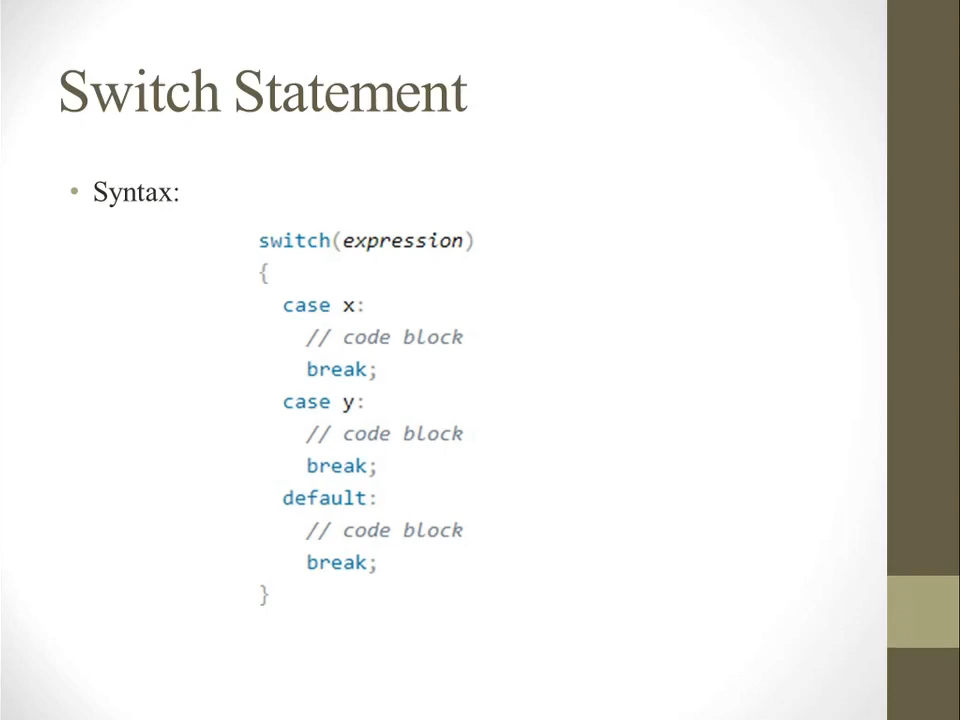 Switch Statement
• Syntax:
switch(expression)
{
case x:
// code block
break;
case y:
// code block
break;
default:
// code block
break;
}